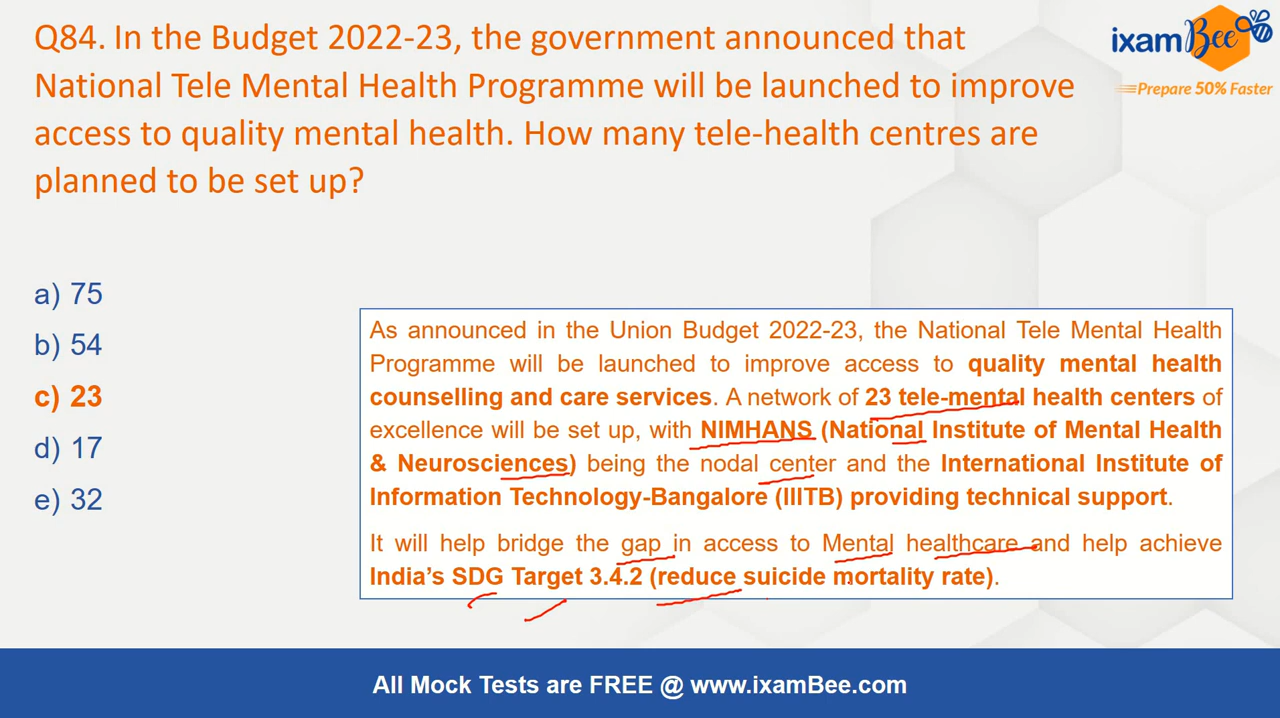 Q84. In the Budget 2022-23, the government announced that
National Tele Mental Health Programme will be launched to improve
access to quality mental health. How many tele-health centres are
planned to be set up?
ixamBee
Prepare 50% Faster
a) 75
b) 54
c) 23
d) 17
e) 32
As announced in the Union Budget 2022-23, the National Tele Mental Health
Programme will be launched to improve access to quality mental health
counselling and care services. A network of 23 tele-mental health centers of
excellence will be set up, with NIMHANS (National Institute of Mental Health
& Neurosciences) being the nodal center and the International Institute of
Information Technology-Bangalore (IIITB) providing technical support.
It will help bridge the gap in access to Mental healthcare and help achieve
India's SDG Target 3.4.2 (reduce suicide mortality rate).
All Mock Tests are FREE @ www.ixamBee.com